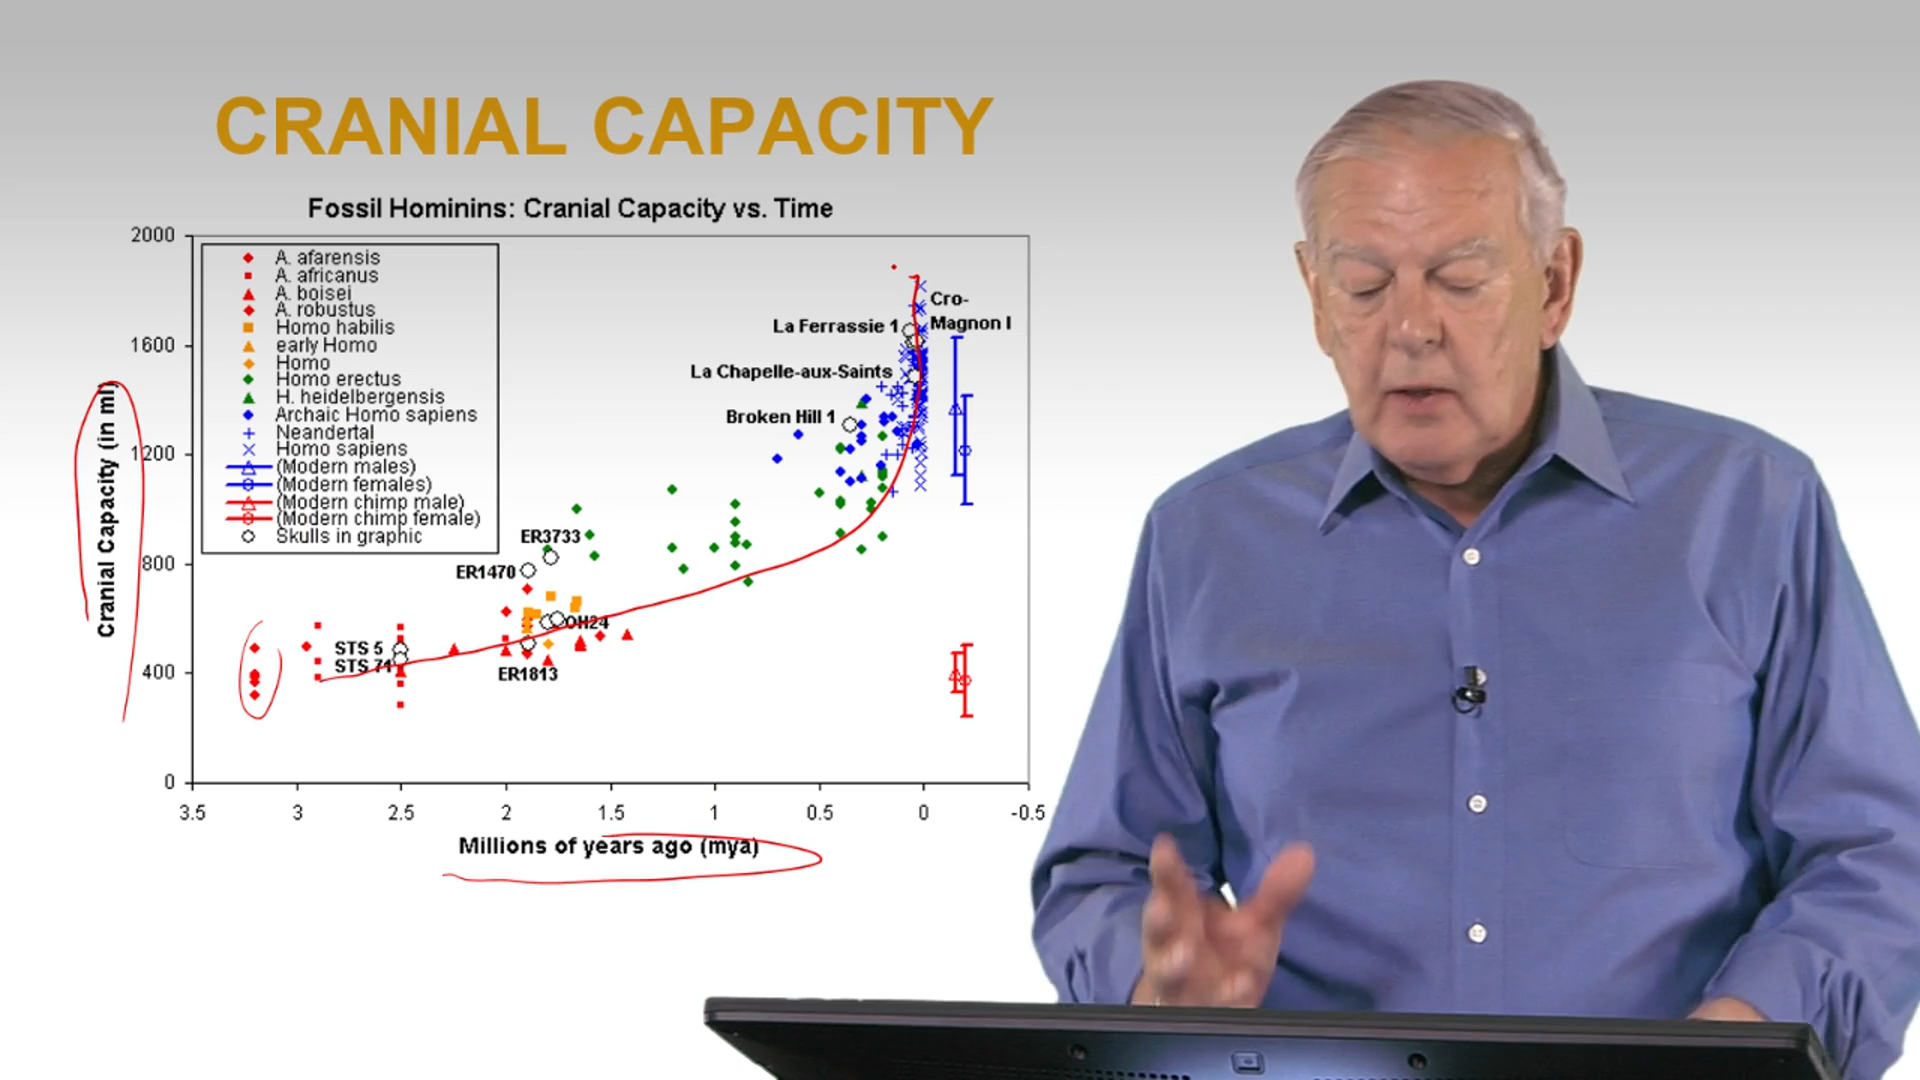 CRANIAL CAPACITY
Fossil Hominins: Cranial Capacity vs. Time
2000
1600
1200
800
400
0
Cranial Capacity (in ml)
A. afarensis
A. africanus
A. boisei
A. robustus
Homo habilis
early Homo
Homo
Homo erectus
H. heidelbergensis
Archaic Homo sapiens
Neandertal
Homo sapiens
(Modern males)
(Modern females)
(Modern chimp male)
(Modern chimp female)
Skulls in graphic
Cro-
Magnon I
La Ferrassie 1
La Chapelle-aux-Saints
Broken Hill 1
ER3733
ER1470
OH24
STS 5
STS 71
ER1813
3.5 3 2.5 2 1.5 1 0.5 0 -0.5
Millions of years ago (mya)